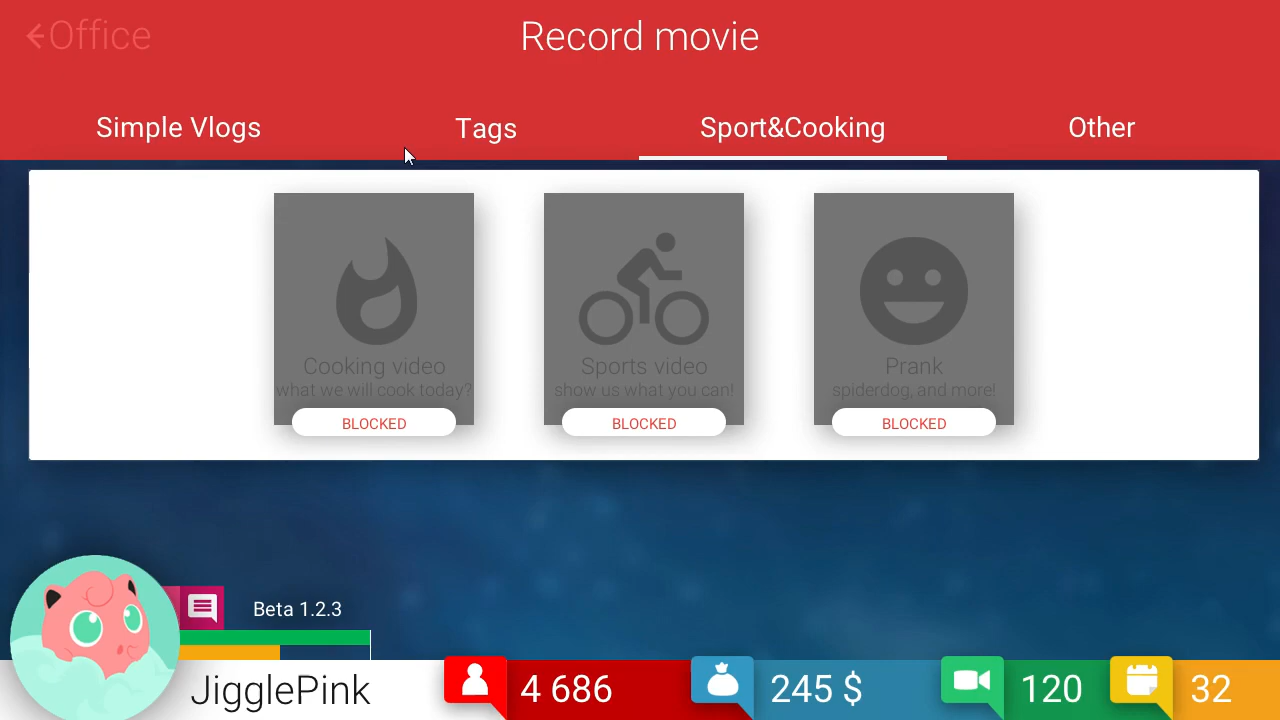 Office
Record movie
Simple Vlogs
Tags
Sport&Cooking
Other
Cooking video
what we will cook today?
BLOCKED
Sports video
show us what you can!
BLOCKED
Prank
spiderdog, and more!
BLOCKED
Beta 1.2.3
JigglePink
4 686
245 $
120
32